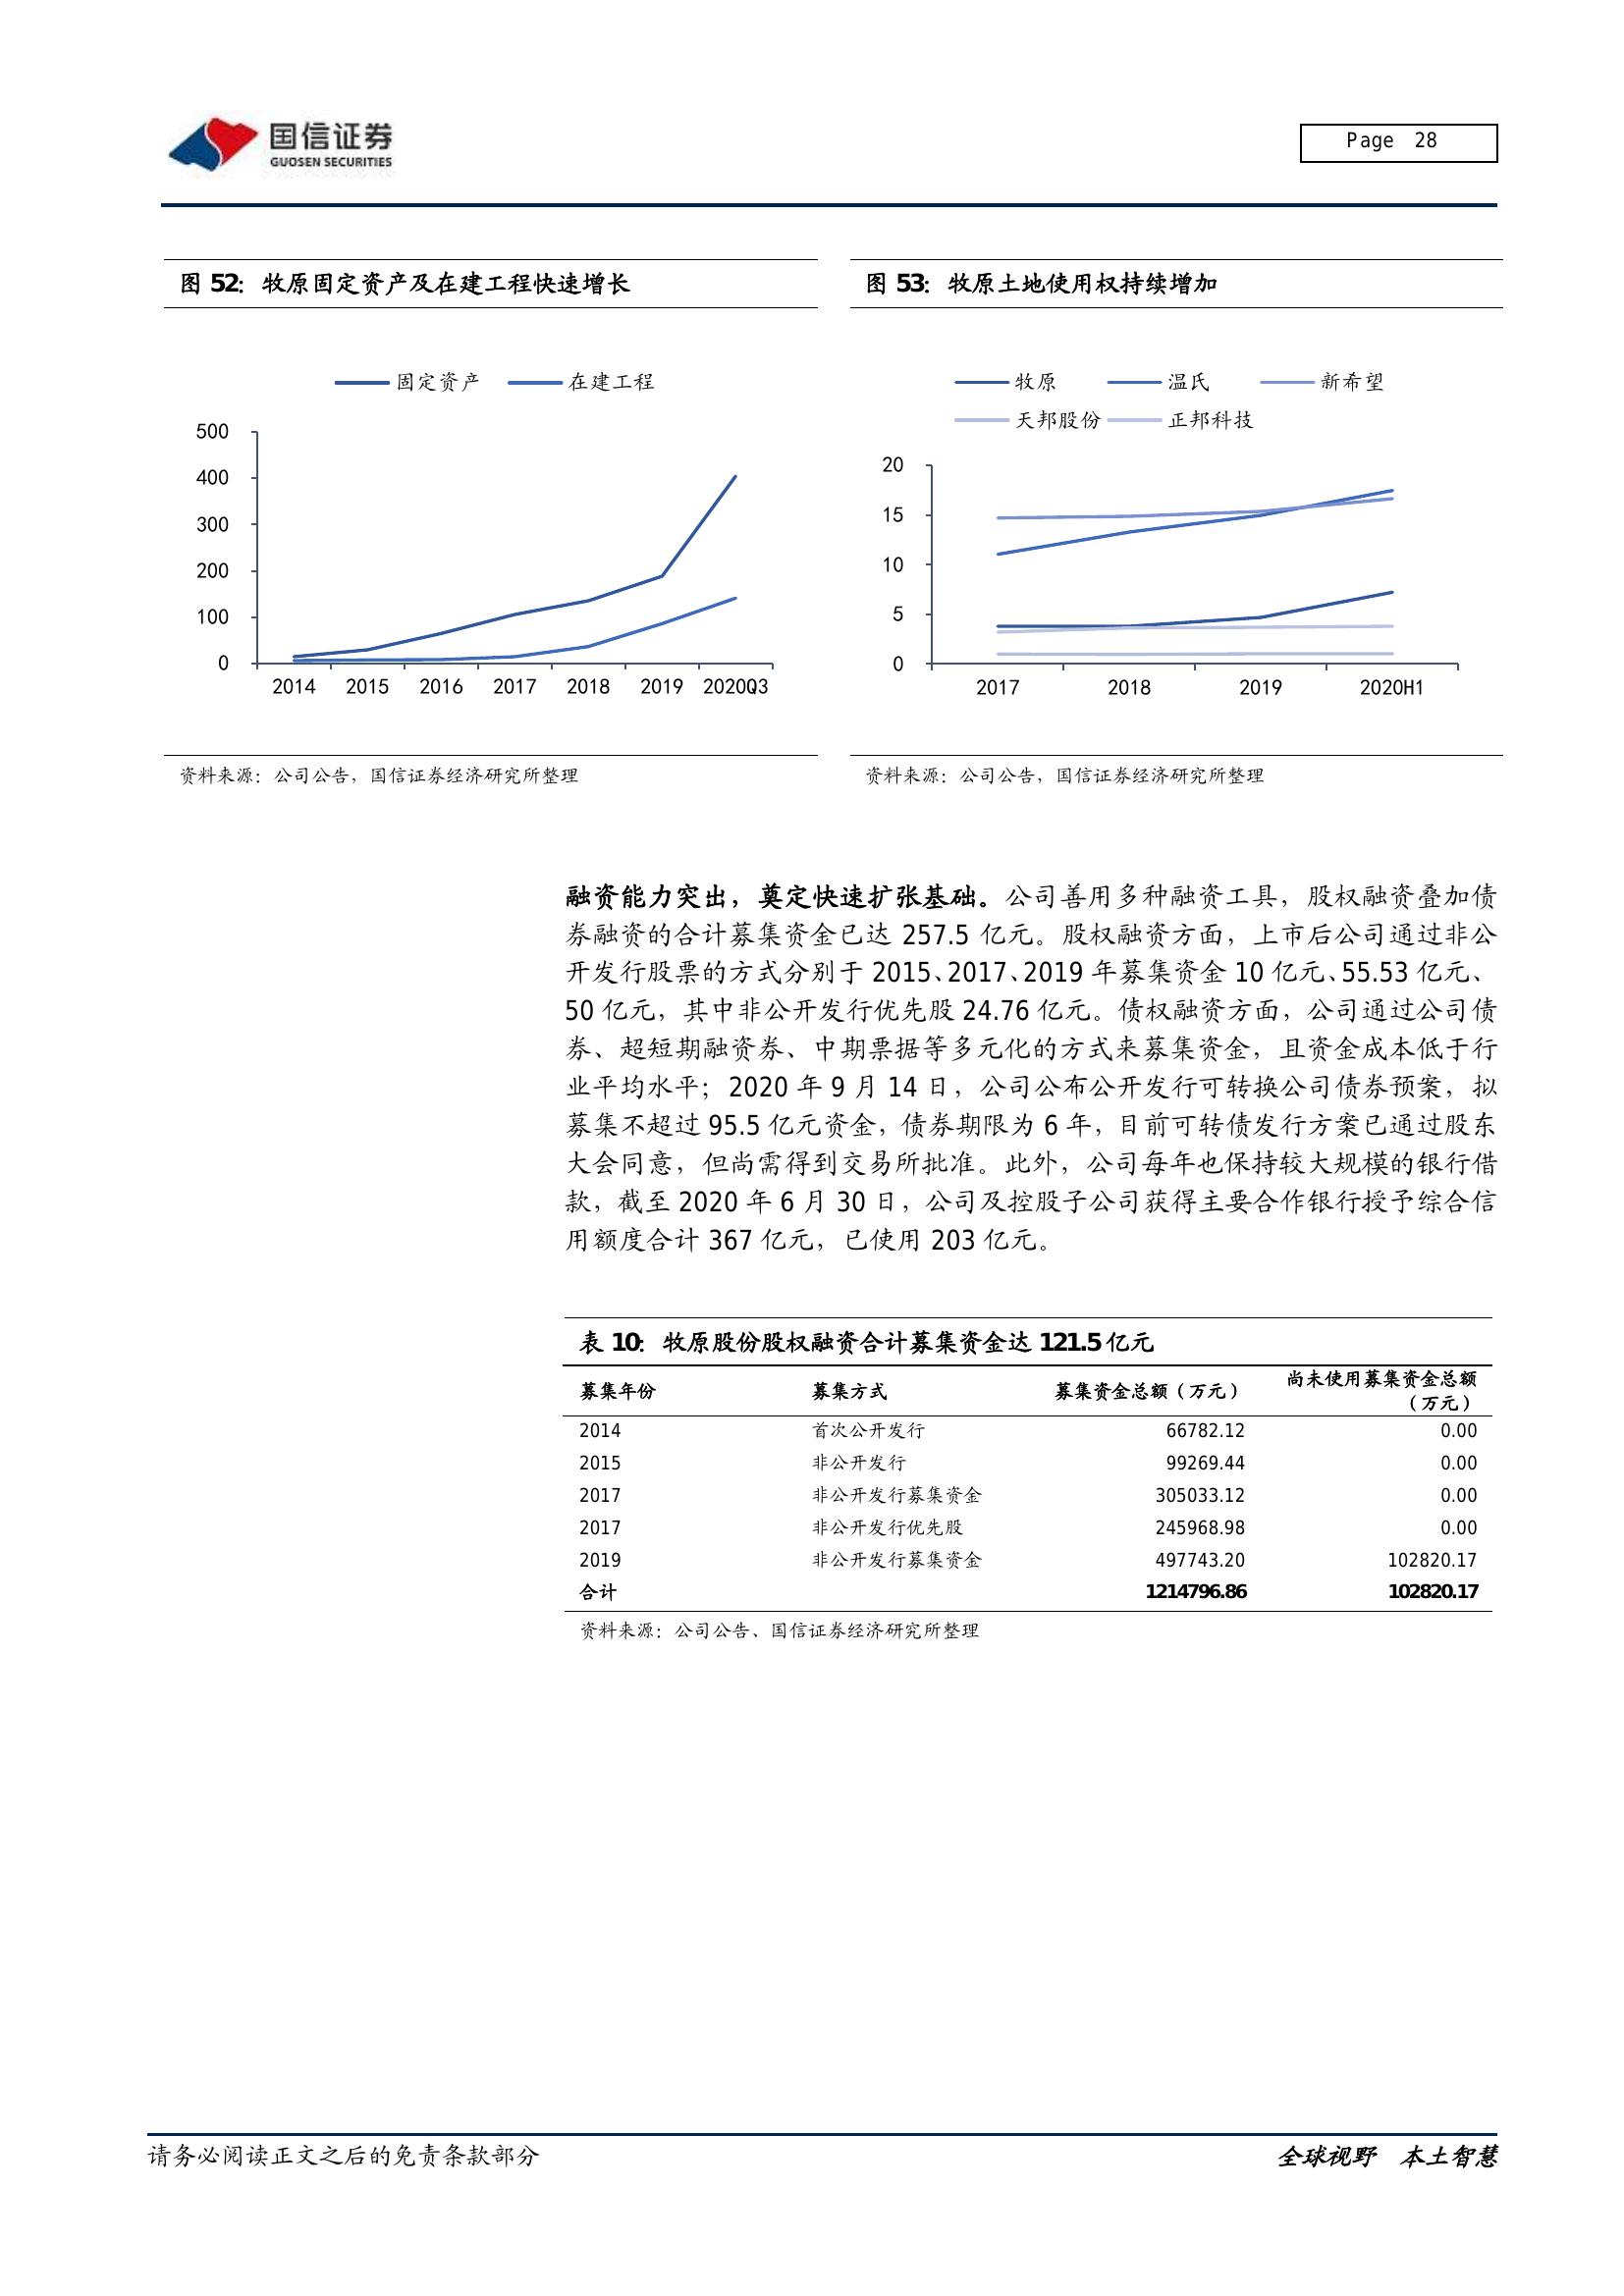 国信证券
GUOSEN SECURITIES
Page 28
图 52: 牧原固定资产及在建工程快速增长
固定资产 在建工程
500
400
300
200
100
0
2014 2015 2016 2017 2018 2019 2020Q3
资料来源：公司公告，国信证券经济研究所整理
图 53: 牧原土地使用权持续增加
牧原 温氏 新希望
天邦股份 正邦科技
20
15
10
5
0
2017 2018 2019 2020H1
资料来源：公司公告，国信证券经济研究所整理
融资能力突出，奠定快速扩张基础。公司善用多种融资工具，股权融资叠加债
券融资的合计募集资金已达 257.5 亿元。股权融资方面，上市后公司通过非公
开发行股票的方式分别于 2015、2017、2019 年募集资金 10 亿元、55.53 亿元、
50 亿元，其中非公开发行优先股 24.76 亿元。债权融资方面，公司通过公司债
券、超短期融资券、中期票据等多元化的方式来募集资金，且资金成本低于行
业平均水平；2020 年 9 月 14 日，公司公布公开发行可转换公司债券预案，拟
募集不超过 95.5 亿元资金，债券期限为 6 年，目前可转债发行方案已通过股东
大会同意，但尚需得到交易所批准。此外，公司每年也保持较大规模的银行借
款，截至 2020 年 6 月 30 日，公司及控股子公司获得主要合作银行授予综合信
用额度合计 367 亿元，已使用 203 亿元。
表 10: 牧原股份股权融资合计募集资金达 121.5 亿元
募集年份 募集方式 募集资金总额（万元） 尚未使用募集资金总额
（万元）
2014 首次公开发行 66782.12 0.00
2015 非公开发行 99269.44 0.00
2017 非公开发行募集资金 305033.12 0.00
2017 非公开发行优先股 245968.98 0.00
2019 非公开发行募集资金 497743.20 102820.17
合计 1214796.86 102820.17
资料来源：公司公告、国信证券经济研究所整理
请务必阅读正文之后的免责条款部分
全球视野 本土智慧